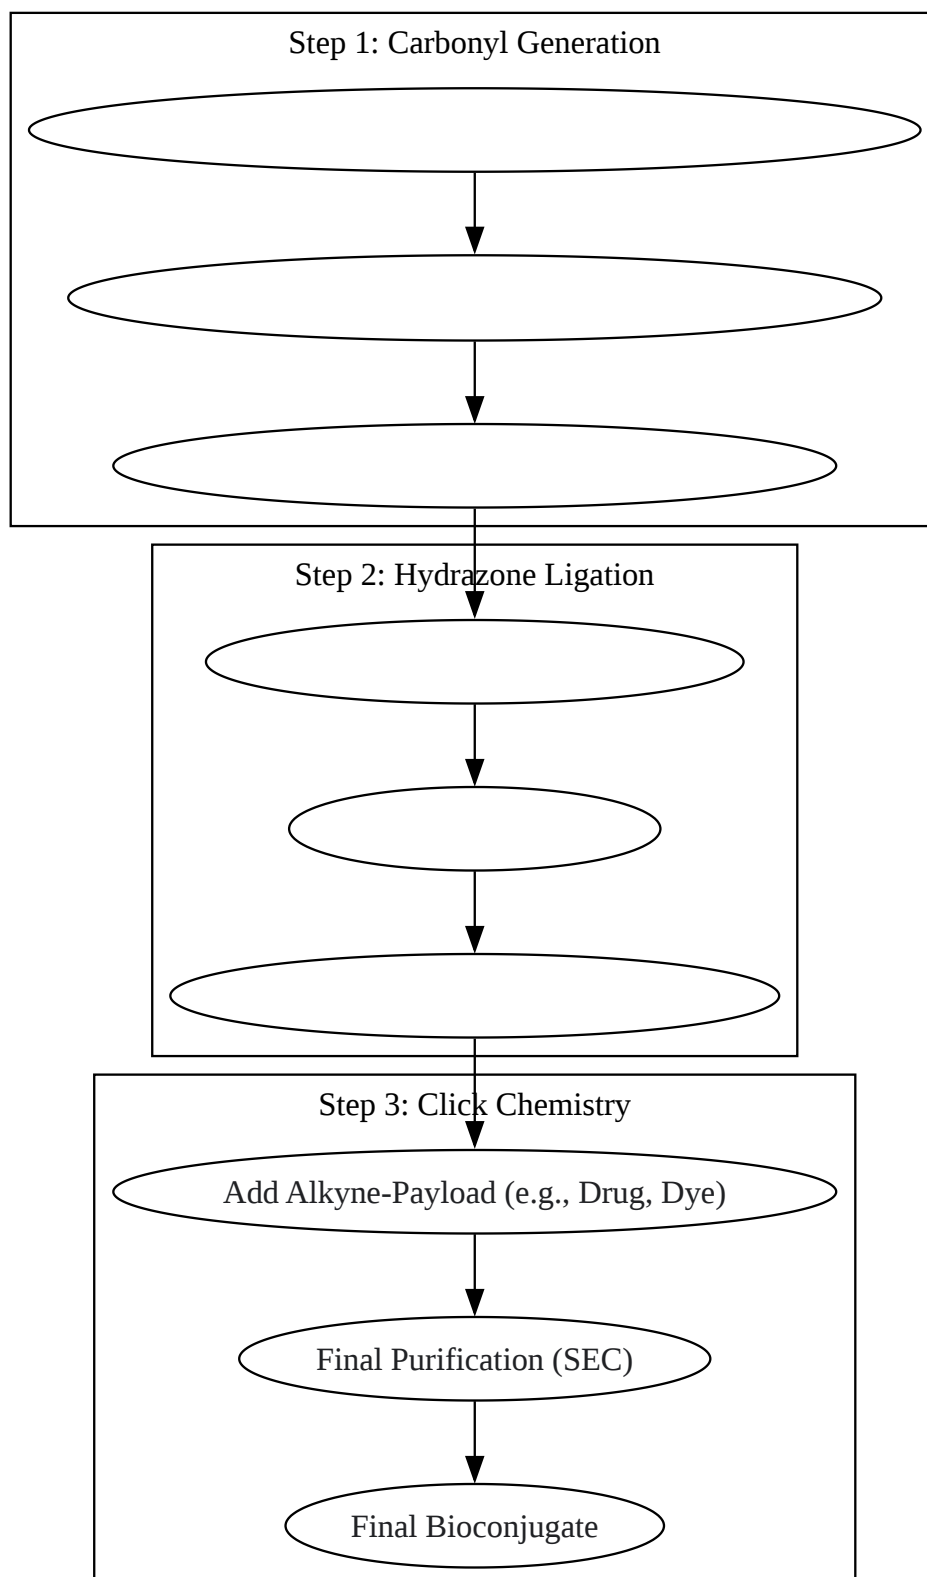 Step 1: Carbonyl Generation
Step 2: Hydrazone Ligation
Step 3: Click Chemistry
Add Alkyne-Payload (e.g., Drug, Dye)
Final Purification (SEC)
Final Bioconjugate